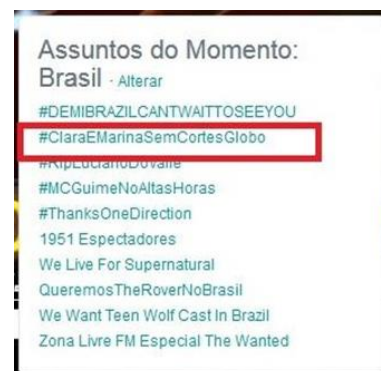 Assuntos do Momento:
Brasil · Alterar
#DEMIBRAZILCANTWAITTOSEEYOU
#ClaraEMarinaSemCortesGlobo
#RipLucianoDoValle
#MCGuimeNoAltasHoras
#ThanksOneDirection
1951 Espectadores
We Live For Supernatural
QueremosTheRoverNoBrasil
We Want Teen Wolf Cast In Brazil
Zona Livre FM Especial The Wanted